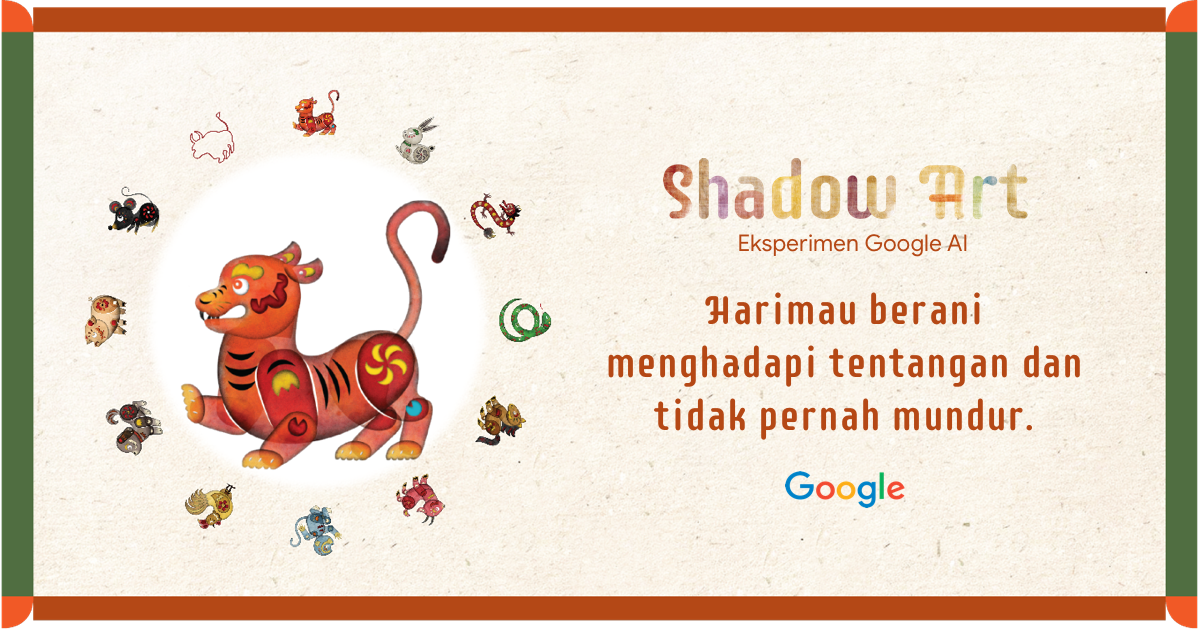 Shadow Art
Eksperimen Google AI
Harimau berani
menghadapi tentangan dan
tidak pernah mundur.
Google